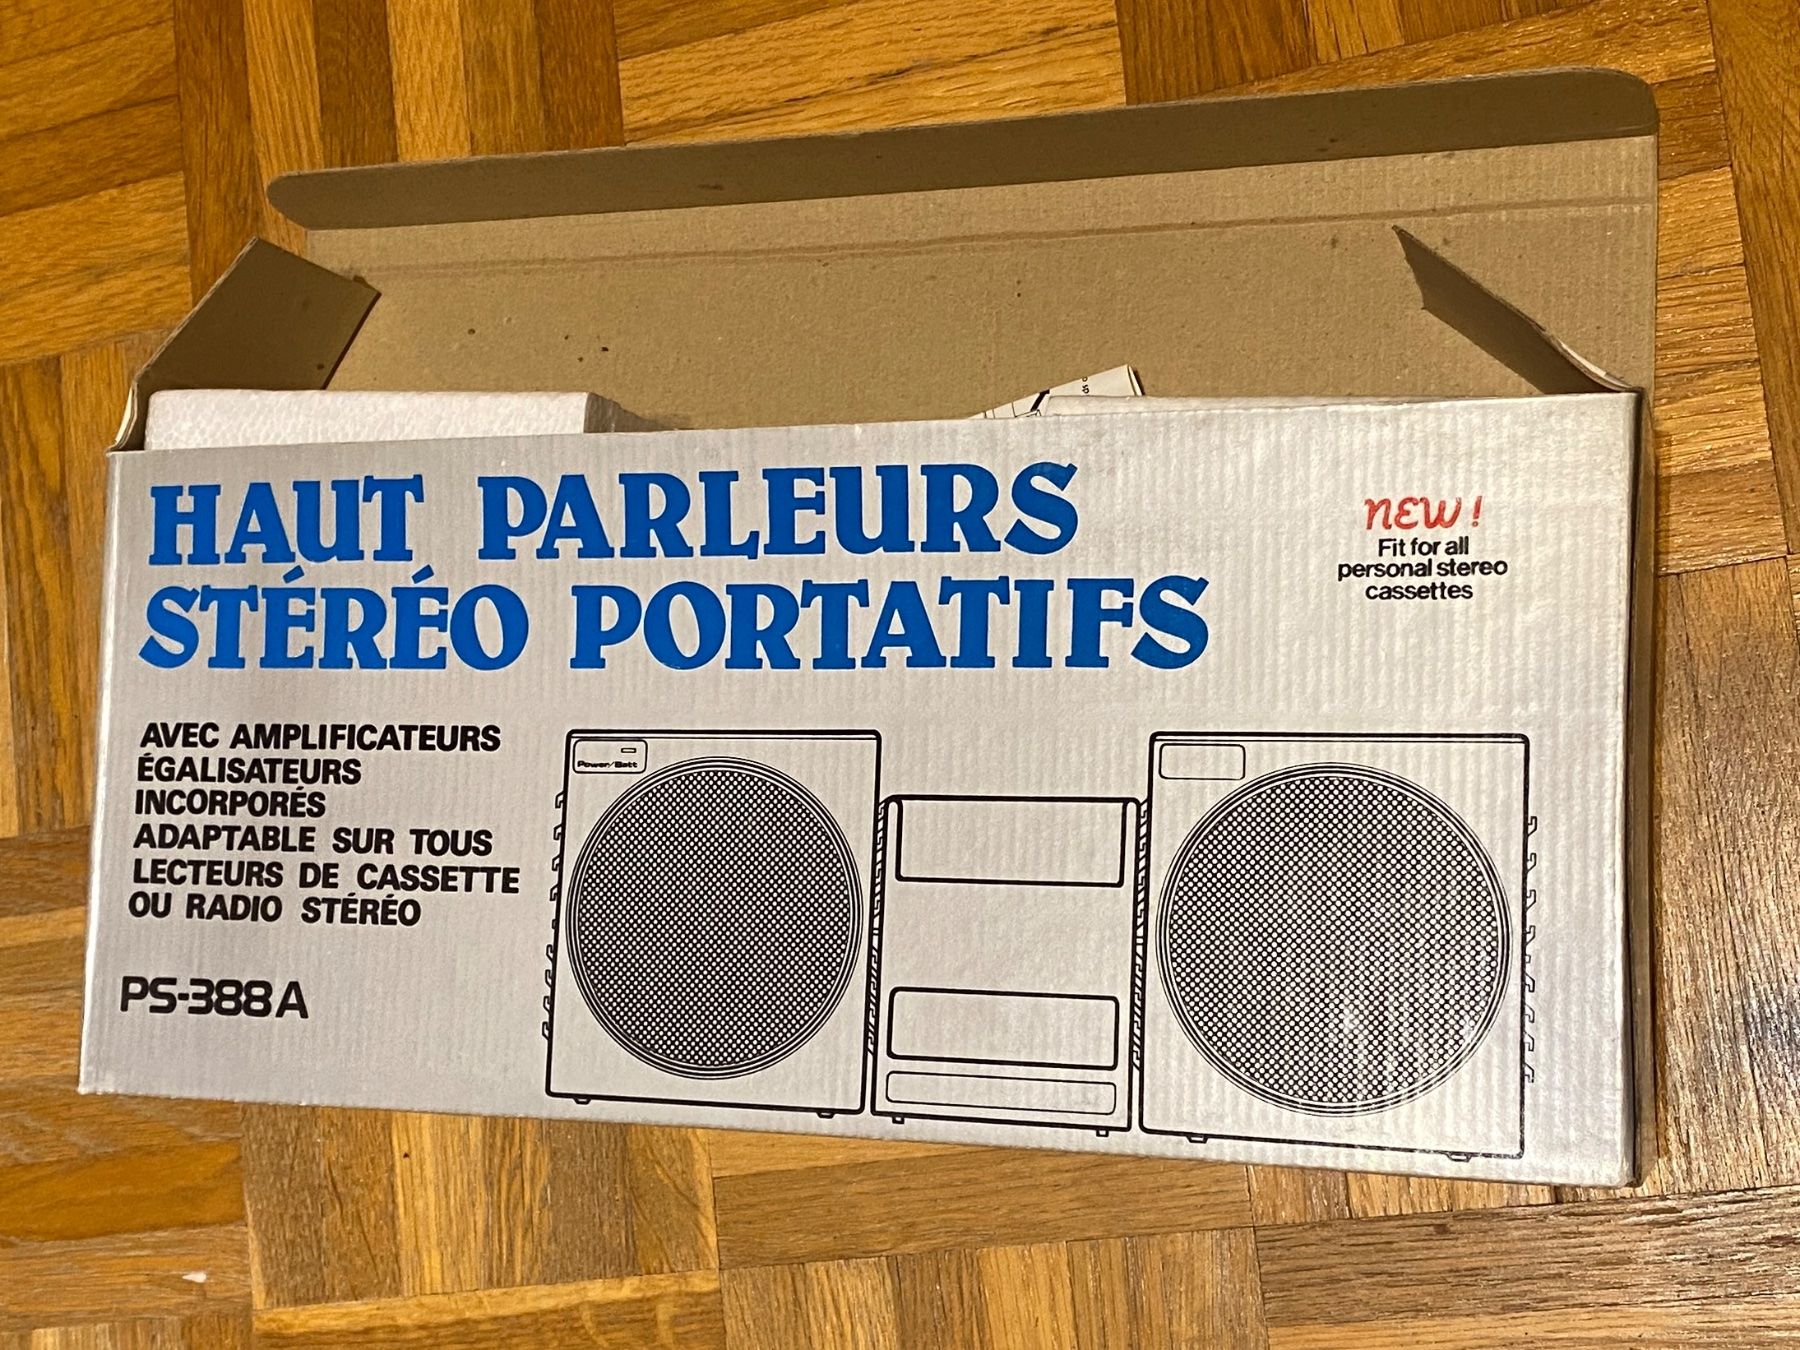 HAUT PARLEURS
STÉRÉO PORTATIFS
NEW!
Fit for all
personal stereo
cassettes
AVEC AMPLIFICATEURS
ÉGALISATEURS
INCORPORÉS
ADAPTABLE SUR TOUS
LECTEURS DE CASSETTE
OU RADIO STÉRÉO
PS-388A
Power/Batt